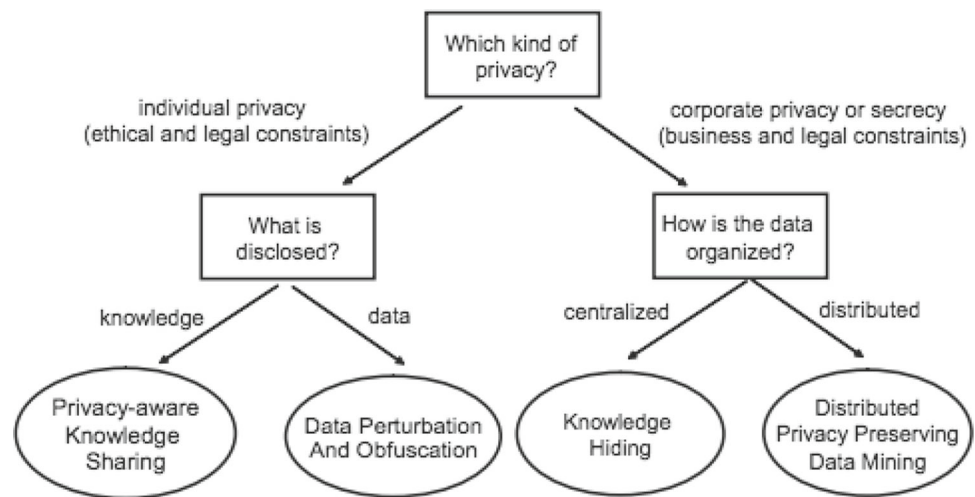 Which kind of
privacy?
individual privacy
(ethical and legal constraints)
corporate privacy or secrecy
(business and legal constraints)
What is
disclosed?
How is the data
organized?
knowledge
data
centralized
distributed
Privacy-aware
Knowledge
Sharing
Data Perturbation
And Obfuscation
Knowledge
Hiding
Distributed
Privacy Preserving
Data Mining